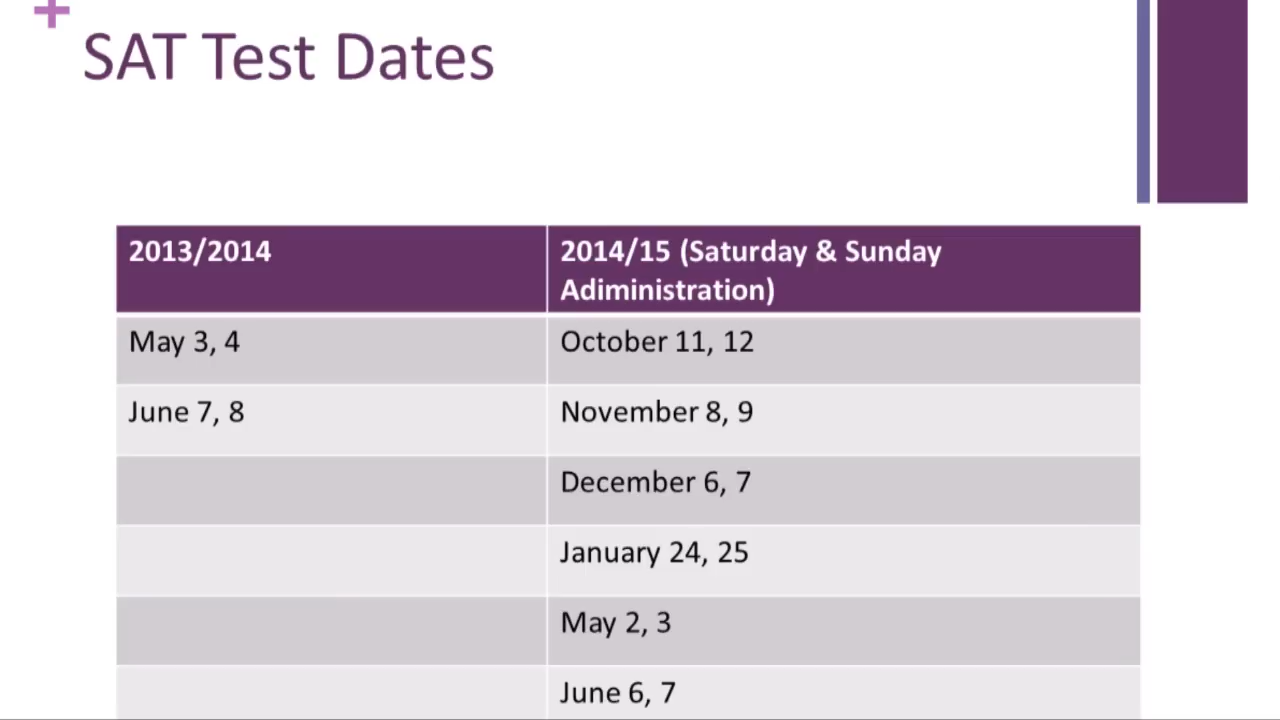 SAT Test Dates
2013/2014
2014/15 (Saturday & Sunday
Adiministration)
May 3, 4
October 11, 12
June 7, 8
November 8, 9
December 6, 7
January 24, 25
May 2, 3
June 6, 7